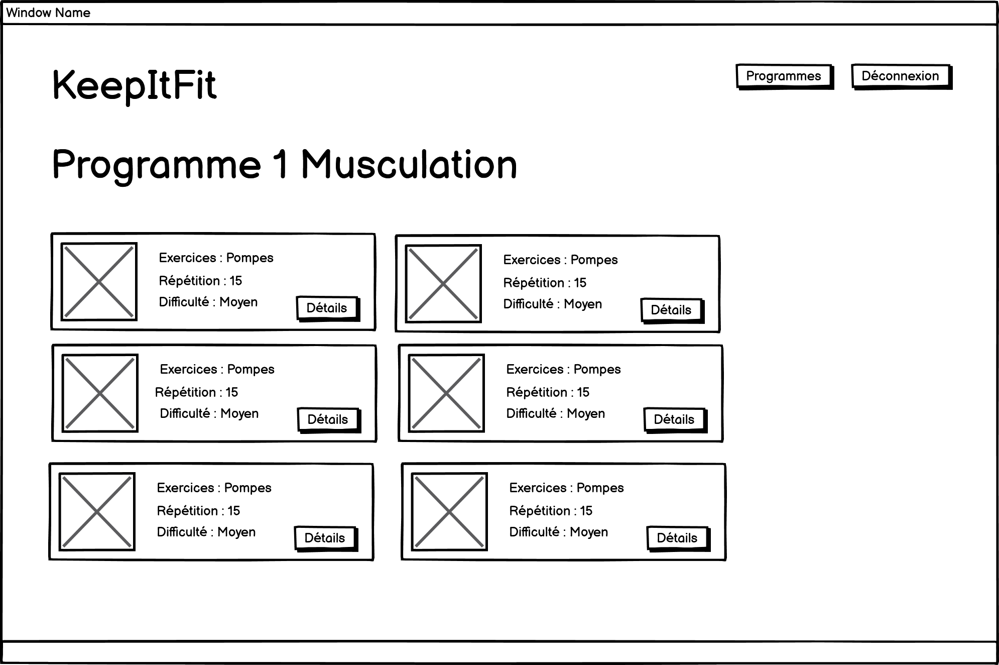 Window Name
KeepItFit
Programmes
Déconnexion
Programme 1 Musculation
Exercices : Pompes
Répétition : 15
Difficulté : Moyen
Détails
Exercices : Pompes
Répétition : 15
Difficulté : Moyen
Détails
Exercices : Pompes
Répétition : 15
Difficulté : Moyen
Détails
Exercices : Pompes
Répétition : 15
Difficulté : Moyen
Détails
Exercices : Pompes
Répétition : 15
Difficulté : Moyen
Détails
Exercices : Pompes
Répétition : 15
Difficulté : Moyen
Détails